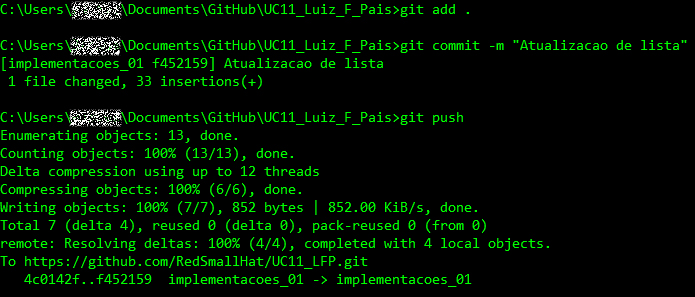 C:\Users\ \Documents\GitHub\UC11_Luiz_F_Pais>git add .
C:\Users\ \Documents\GitHub\UC11_Luiz_F_Pais>git commit -m "Atualizacao de lista"
[implementacoes_01 f452159] Atualizacao de lista
1 file changed, 33 insertions(+)
C:\Users\ \Documents\GitHub\UC11_Luiz_F_Pais>git push
Enumerating objects: 13, done.
Counting objects: 100% (13/13), done.
Delta compression using up to 12 threads
Compressing objects: 100% (6/6), done.
Writing objects: 100% (7/7), 852 bytes | 852.00 KiB/s, done.
Total 7 (delta 4), reused 0 (delta 0), pack-reused 0 (from 0)
remote: Resolving deltas: 100% (4/4), completed with 4 local objects.
To https://github.com/RedSmallHat/UC11_LFP.git
4c0142f..f452159  implementacoes_01 -> implementacoes_01